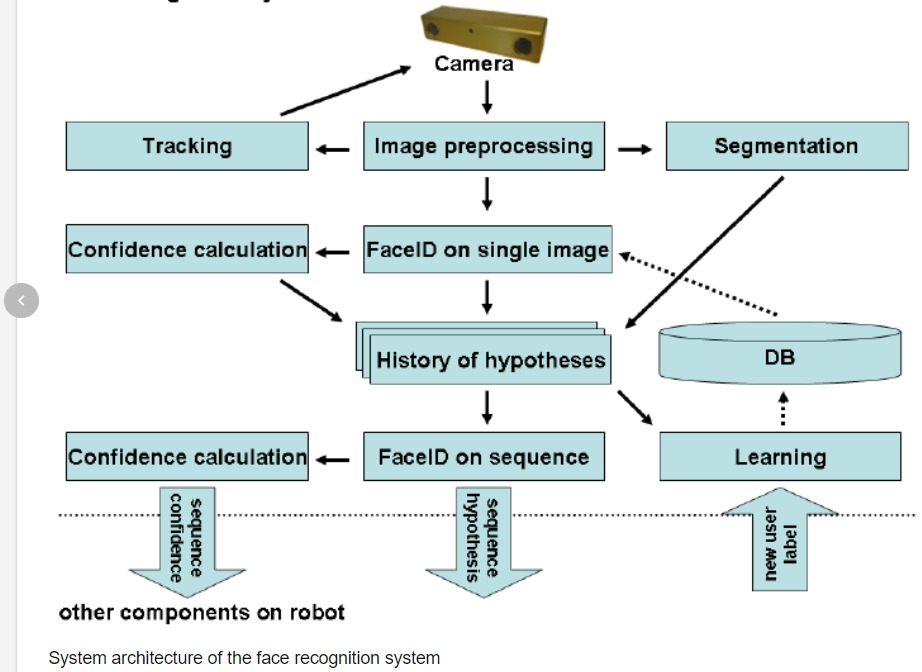 Camera
Tracking
Image preprocessing
Segmentation
Confidence calculation
FaceID on single image
History of hypotheses
DB
Confidence calculation
FaceID on sequence
Learning
sequence
confidence
sequence
hypothesis
new user
label
other components on robot
System architecture of the face recognition system